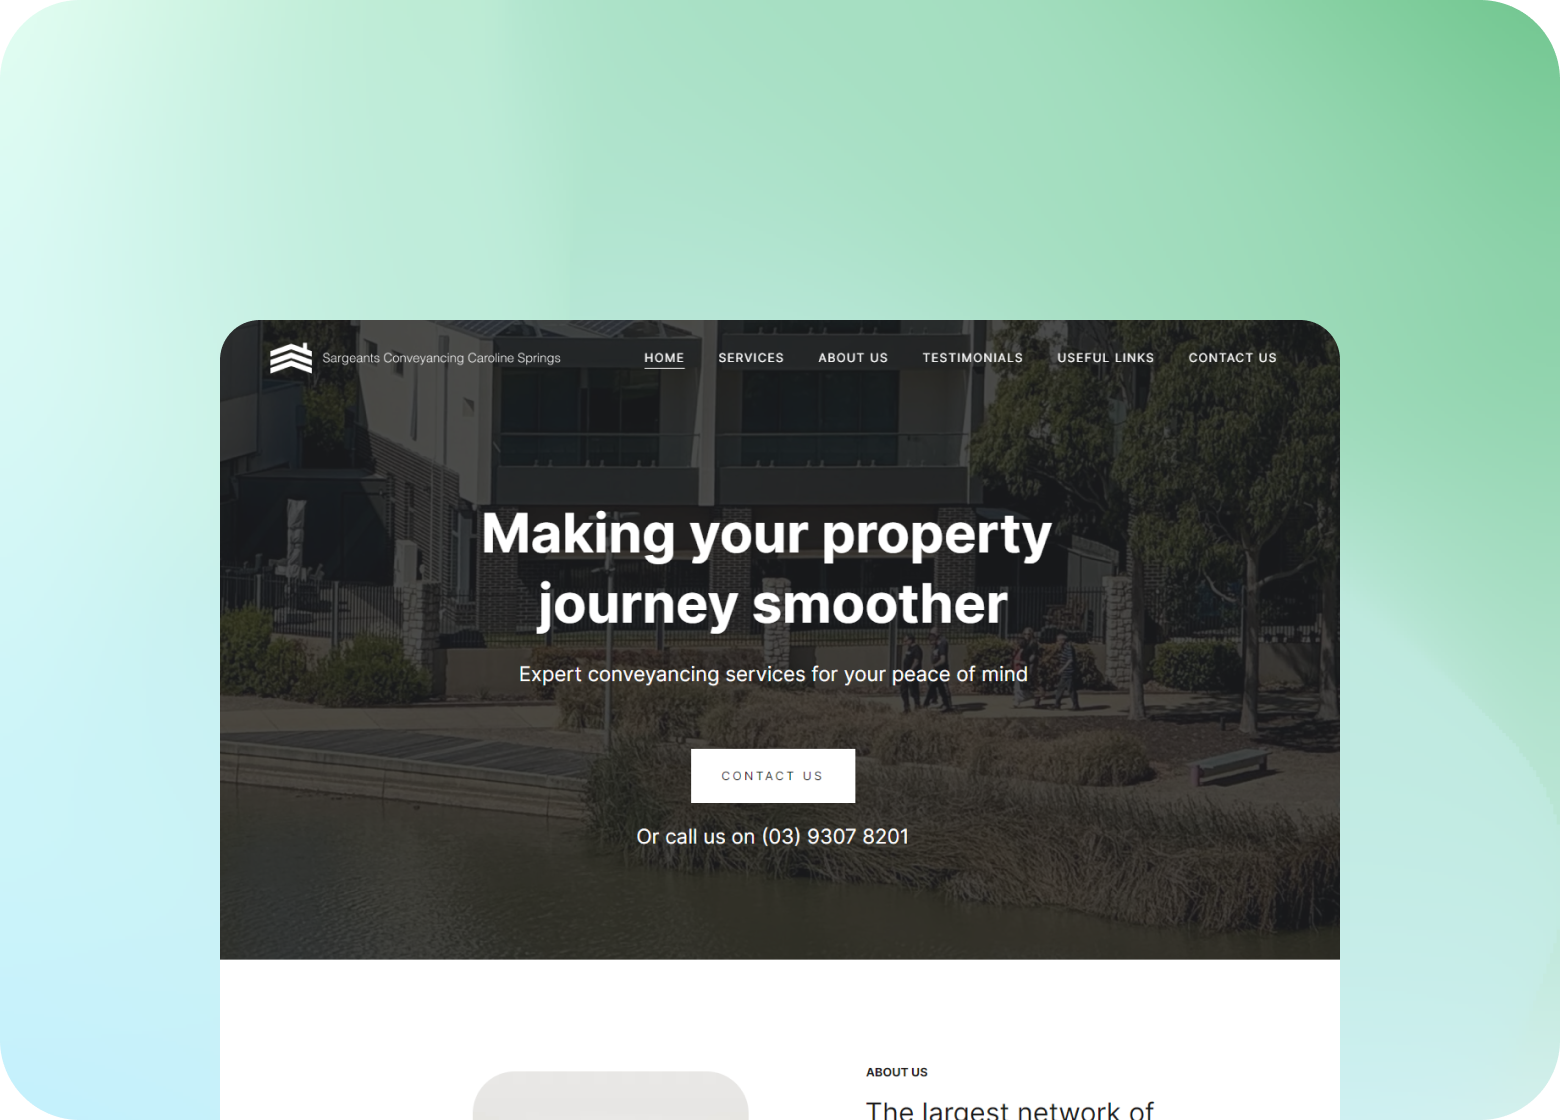 Sargeants Conveyancing Caroline Springs
HOME SERVICES ABOUT US TESTIMONIALS USEFUL LINKS CONTACT US
Making your property
journey smoother
Expert conveyancing services for your peace of mind
CONTACT US
Or call us on (03) 9307 8201
ABOUT US
The largest network of